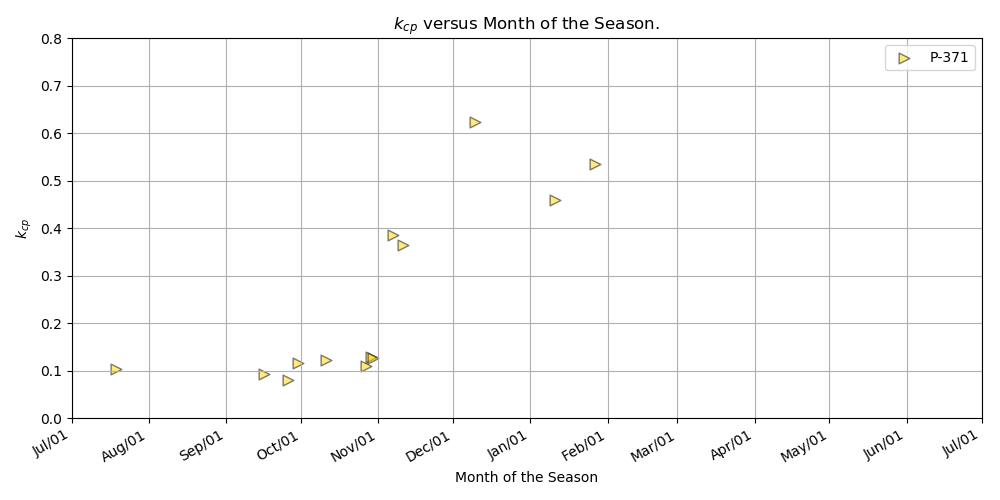 k_cp versus Month of the Season.
P-371
k_cp
0.8
0.7
0.6
0.5
0.4
0.3
0.2
0.1
0.0
Jul/01 Aug/01 Sep/01 Oct/01 Nov/01 Dec/01 Jan/01 Feb/01 Mar/01 Apr/01 May/01 Jun/01 Jul/01
Month of the Season